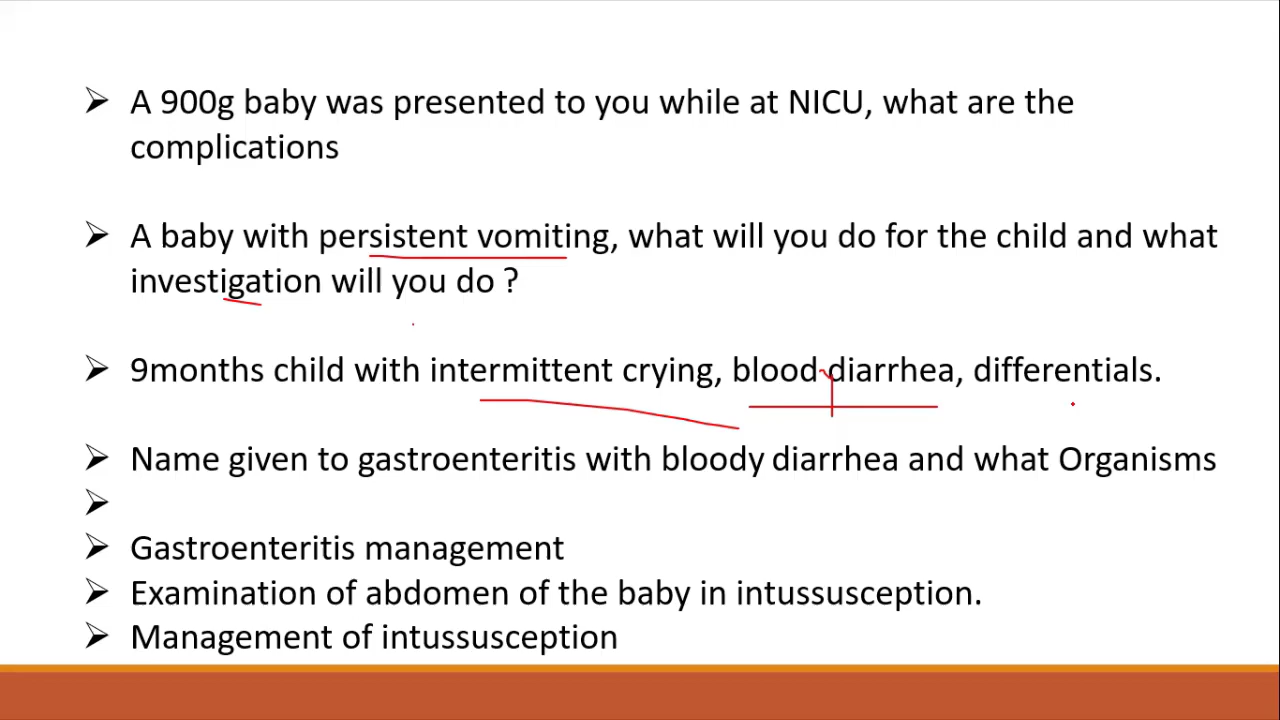 ➢ A 900g baby was presented to you while at NICU, what are the
complications
➢ A baby with persistent vomiting, what will you do for the child and what
investigation will you do ?
➢ 9months child with intermittent crying, blood diarrhea, differentials.
➢ Name given to gastroenteritis with bloody diarrhea and what Organisms
➢
➢ Gastroenteritis management
➢ Examination of abdomen of the baby in intussusception.
➢ Management of intussusception